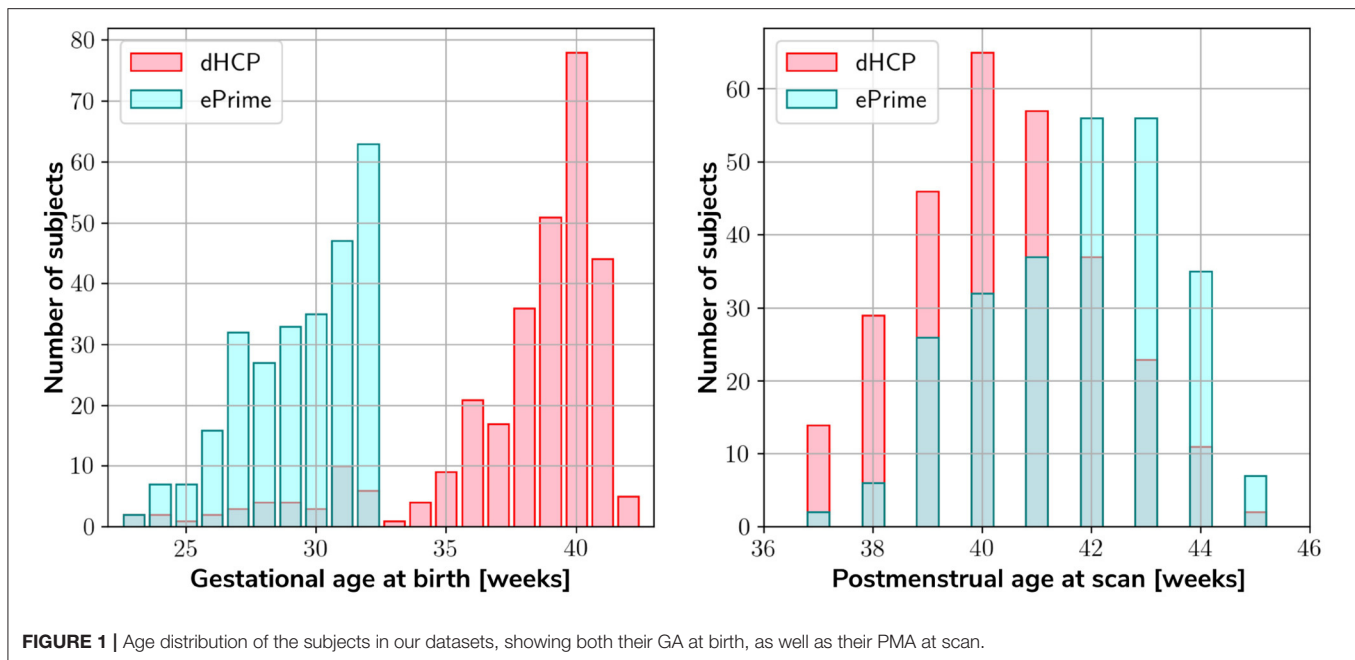 80
70
60
50
40
30
20
10
0
Number of subjects
dHCP
ePrime
25
30
35
40
Gestational age at birth [weeks]
60
50
40
30
20
10
0
Number of subjects
dHCP
ePrime
36
38
40
42
44
46
Postmenstrual age at scan [weeks]
FIGURE 1 | Age distribution of the subjects in our datasets, showing both their GA at birth, as well as their PMA at scan.